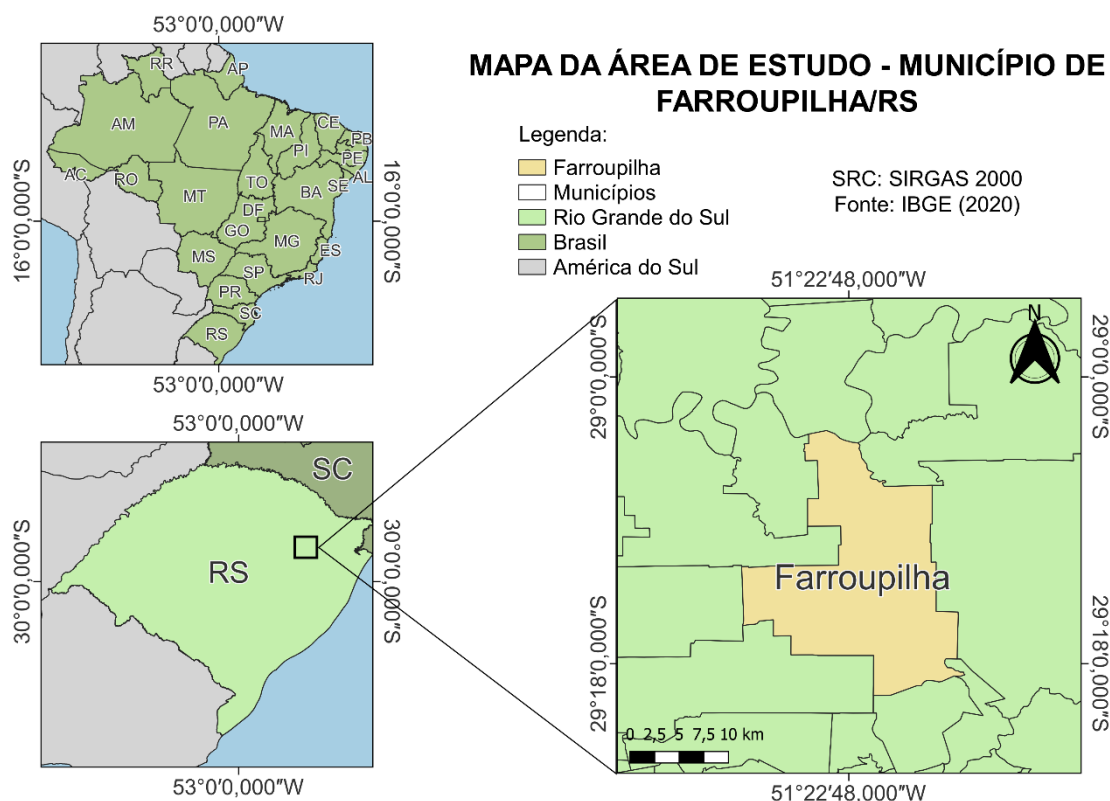 MAPA DA ÁREA DE ESTUDO - MUNICÍPIO DE
FARROUPILHA/RS
Legenda:
Farroupilha
Municípios
Rio Grande do Sul
Brasil
América do Sul
SRC: SIRGAS 2000
Fonte: IBGE (2020)
53°0'0,000"W
16°0'0,000"S
RR
AP
AM
PA
MA
CE
PB
PI
PE
AL
AC
RO
TO
SE
MT
BA
DF
GO
MG
ES
MS
SP
RJ
PR
SC
RS
16°0'0,000"S
53°0'0,000"W
53°0'0,000"W
30°0'0,000"S
SC
RS
30°0'0,000"S
53°0'0,000"W
51°22'48,000"W
29°0'0,000"S
N
29°0'0,000"S
Farroupilha
29°18'0,000"S
29°18'0,000"S
0 2,5 5 7,5 10 km
51°22'48,000"W